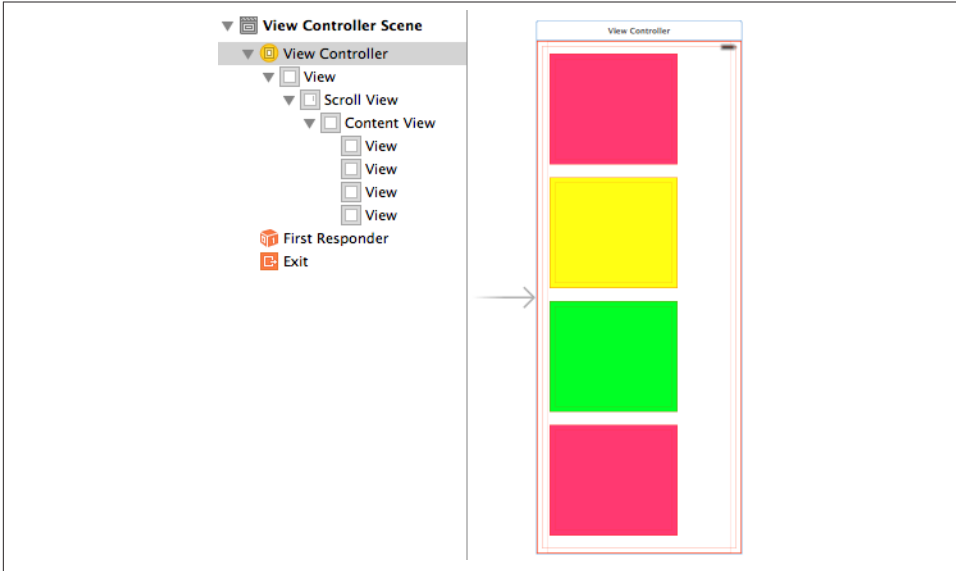 View Controller Scene
View Controller
View
Scroll View
Content View
View
View
View
View
First Responder
Exit
View Controller